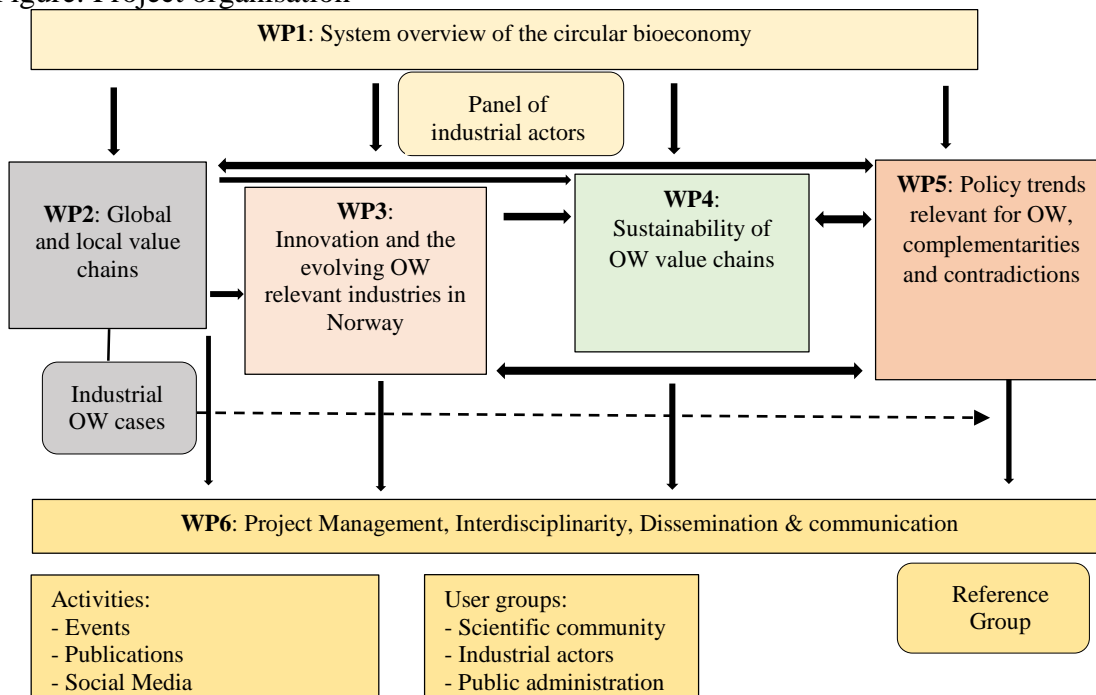 Figure: Project organisation
WP1: System overview of the circular bioeconomy
Panel of
industrial actors
WP2: Global
and local value
chains
WP3:
Innovation and the
evolving OW
relevant industries in
Norway
WP4:
Sustainability of
OW value chains
WP5: Policy trends
relevant for OW,
complementarities
and contradictions
Industrial
OW cases
WP6: Project Management, Interdisciplinarity, Dissemination & communication
Activities:
- Events
- Publications
- Social Media
User groups:
- Scientific community
- Industrial actors
- Public administration
Reference
Group